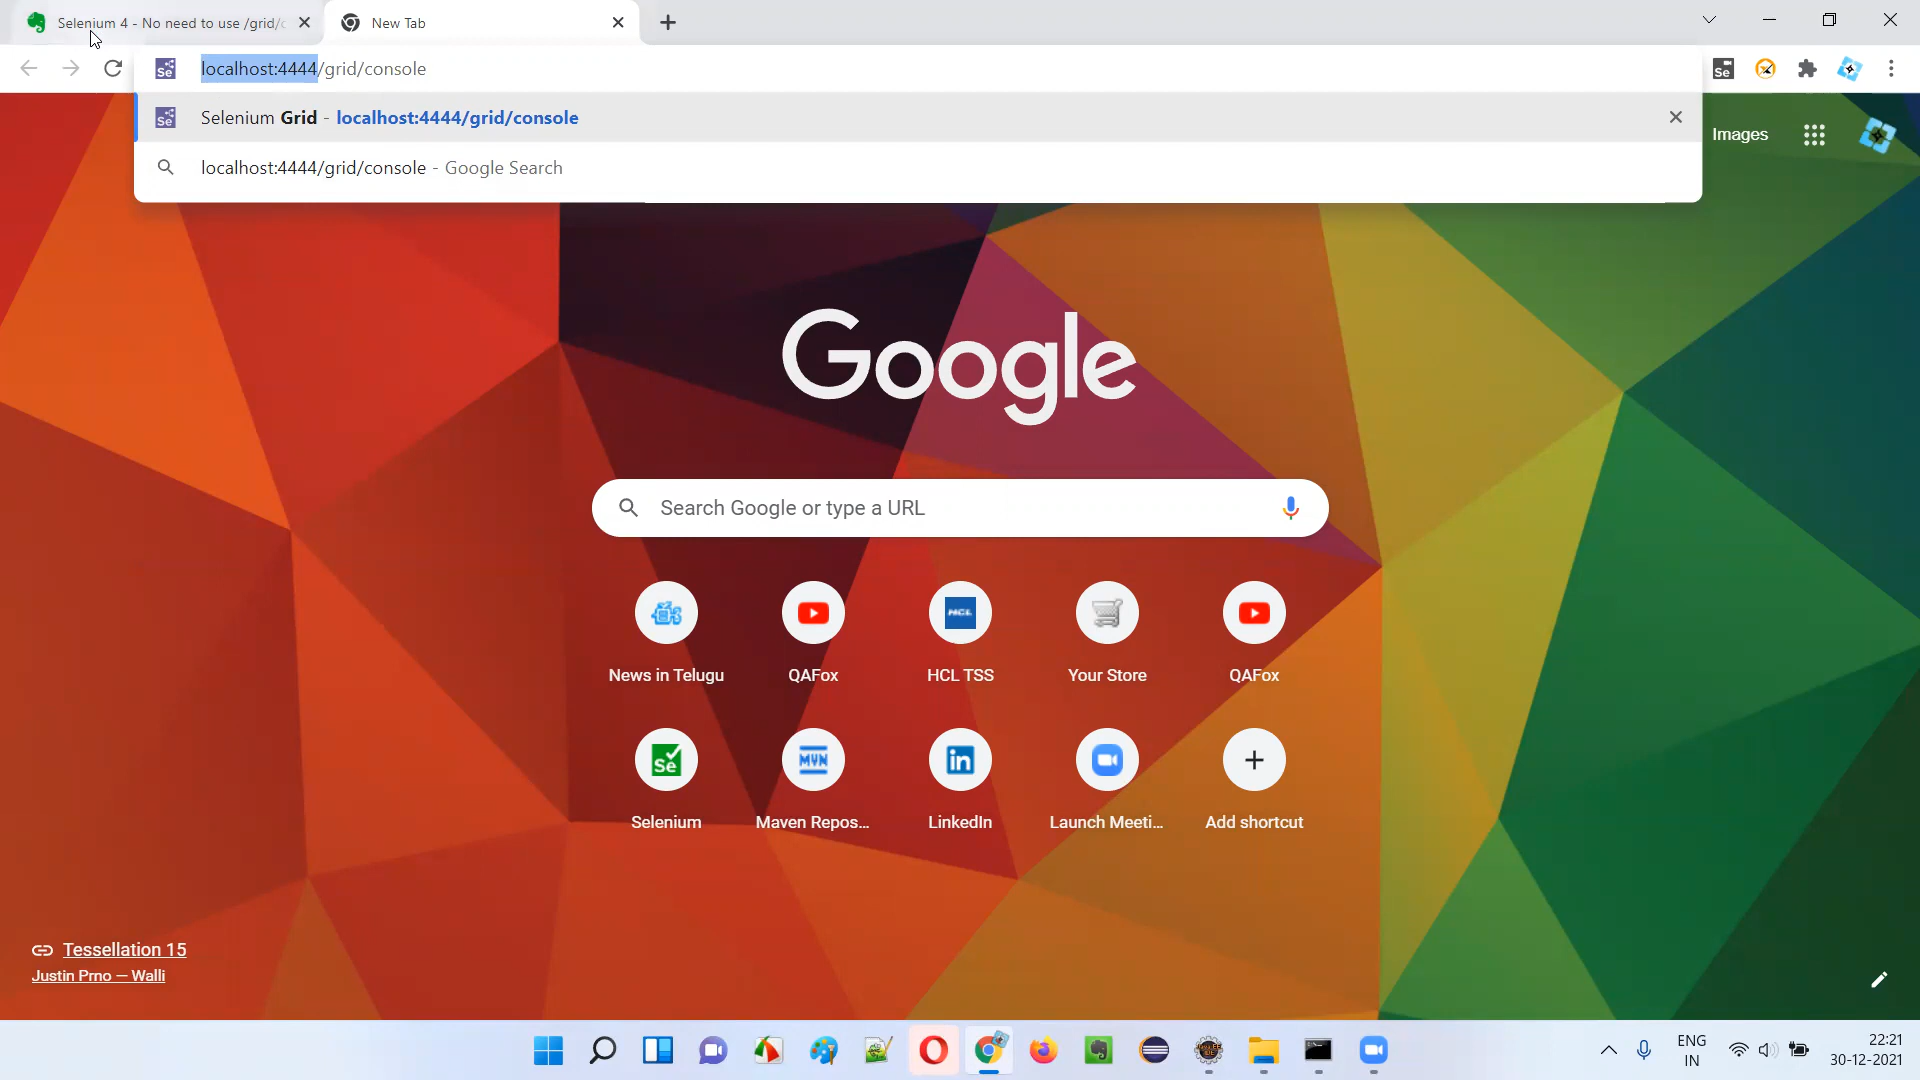 Selenium 4 - No need to use /grid/c
New Tab
localhost:4444/grid/console
Selenium Grid - localhost:4444/grid/console
localhost:4444/grid/console - Google Search
Images
Google
Search Google or type a URL
News in Telugu
QAFox
HCL TSS
Your Store
QAFox
Selenium
Maven Repos...
LinkedIn
Launch Meeti...
Add shortcut
Tessellation 15
Justin Prno — Walli
ENG
IN
22:21
30-12-2021